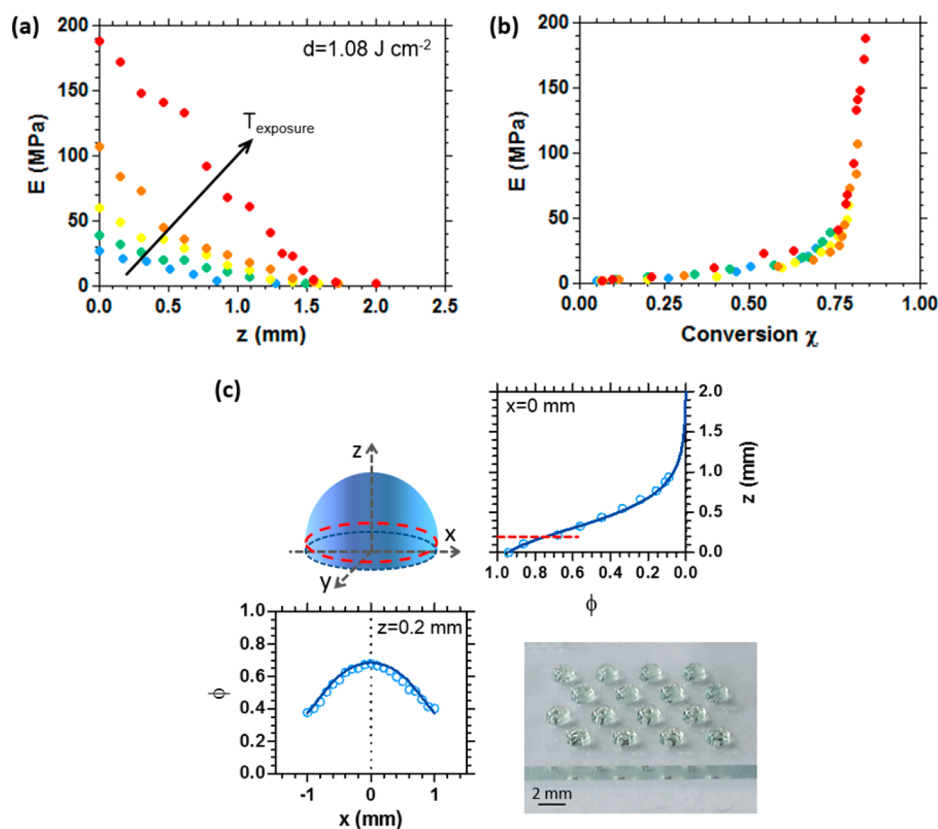 (a)
200
150
100
50
0
E (MPa)
d=1.08 J cm-2
Texposure
0.0 0.5 1.0 1.5 2.0 2.5
z (mm)
(b)
200
150
100
50
0
E (MPa)
0.00 0.25 0.50 0.75 1.00
Conversion χ
(c)
z
x
y
x=0 mm
2.0
1.5
1.0
0.5
0.0
z (mm)
1.0 0.8 0.6 0.4 0.2 0.0
ϕ
1.0
0.8
0.6
0.4
0.2
0.0
ϕ
z=0.2 mm
-1 0 1
x (mm)
2 mm